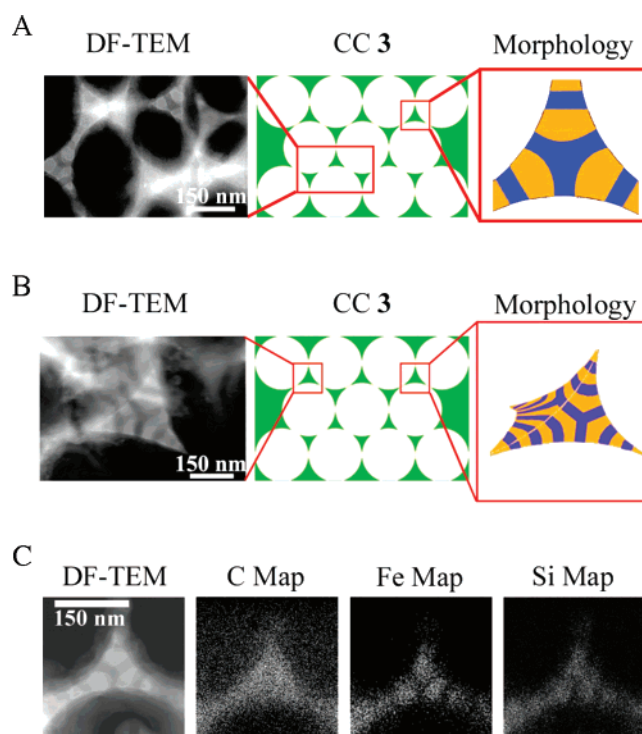 A
DF-TEM CC 3 Morphology
150 nm
B
DF-TEM CC 3 Morphology
150 nm
C
DF-TEM C Map Fe Map Si Map
150 nm